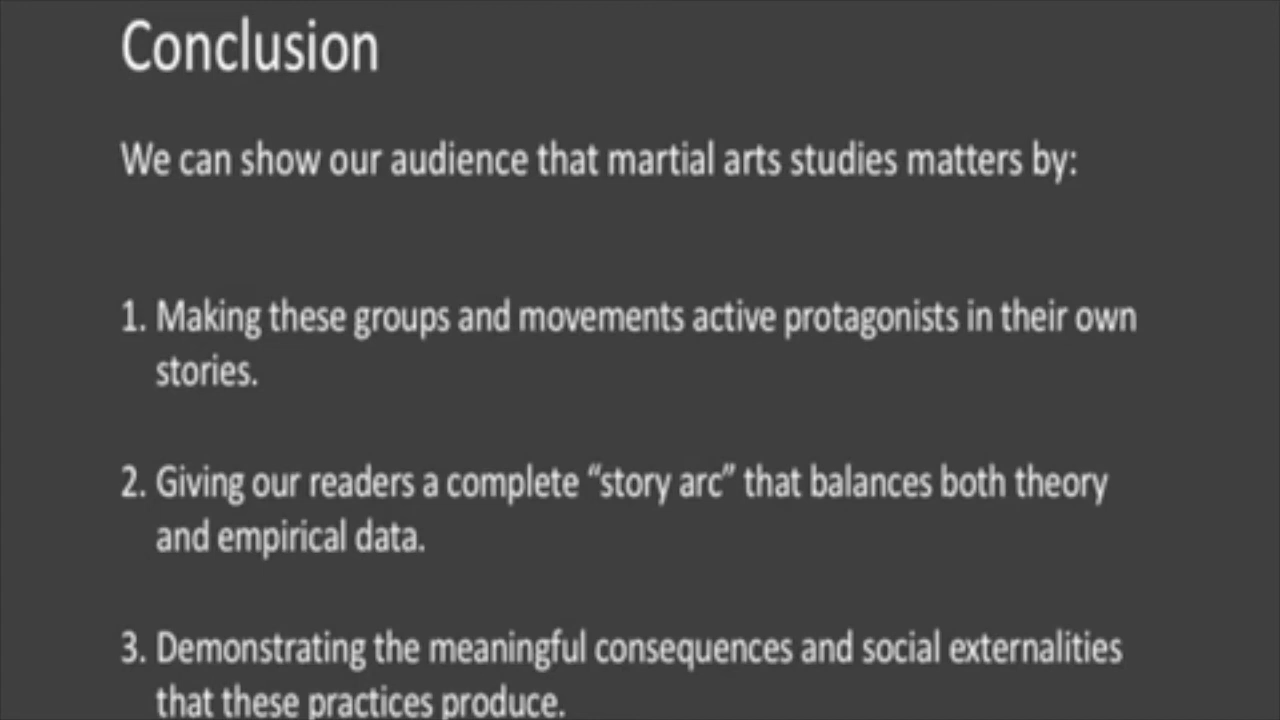 Conclusion
We can show our audience that martial arts studies matters by:
1. Making these groups and movements active protagonists in their own
stories.
2. Giving our readers a complete “story arc” that balances both theory
and empirical data.
3. Demonstrating the meaningful consequences and social externalities
that these practices produce.